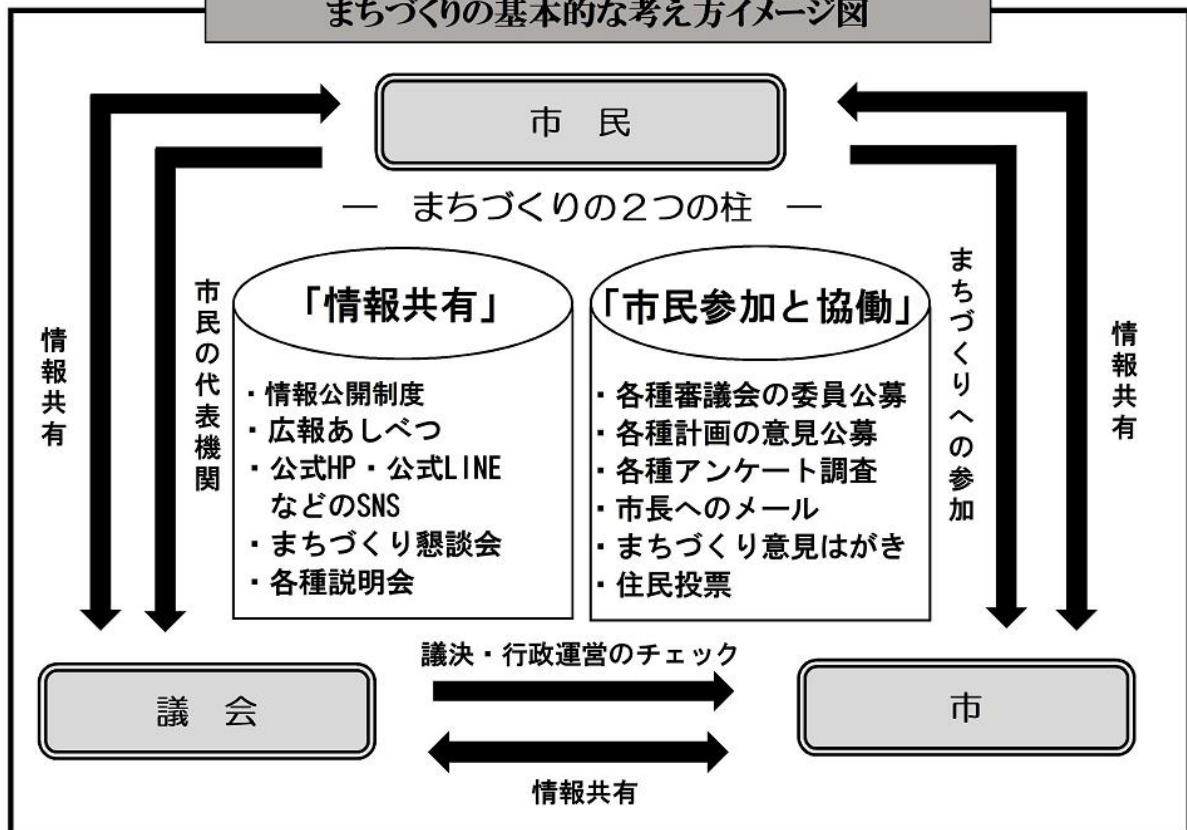 まちづくりの基本的な考え方イメージ図
市 民
― まちづくりの2つの柱 ―
情報共有
市民の代表機関
「情報共有」
・情報公開制度
・広報あしべつ
・公式HP・公式LINE
などのSNS
・まちづくり懇談会
・各種説明会
「市民参加と協働」
・各種審議会の委員公募
・各種計画の意見公募
・各種アンケート調査
・市長へのメール
・まちづくり意見はがき
・住民投票
まちづくりへの参加
情報共有
議決・行政運営のチェック
議 会
市
情報共有